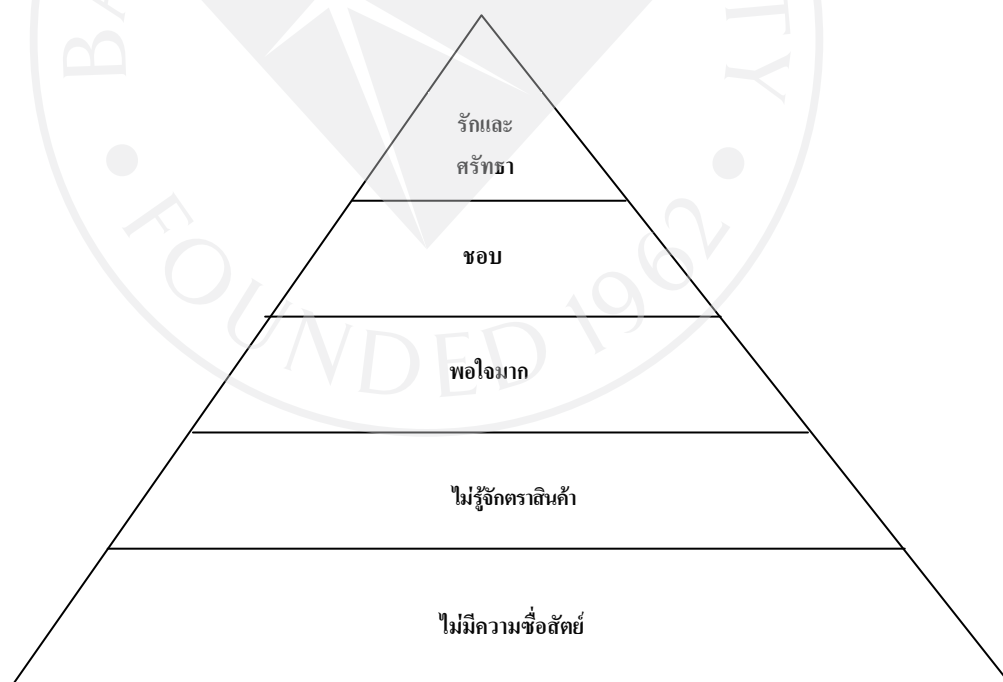 รักและ
ศรัทธา
ชอบ
พอใจมาก
ไม่รู้จักตราสินค้า
ไม่มีความซื่อสัตย์
BA
TY
• FOUNDED 1962 •